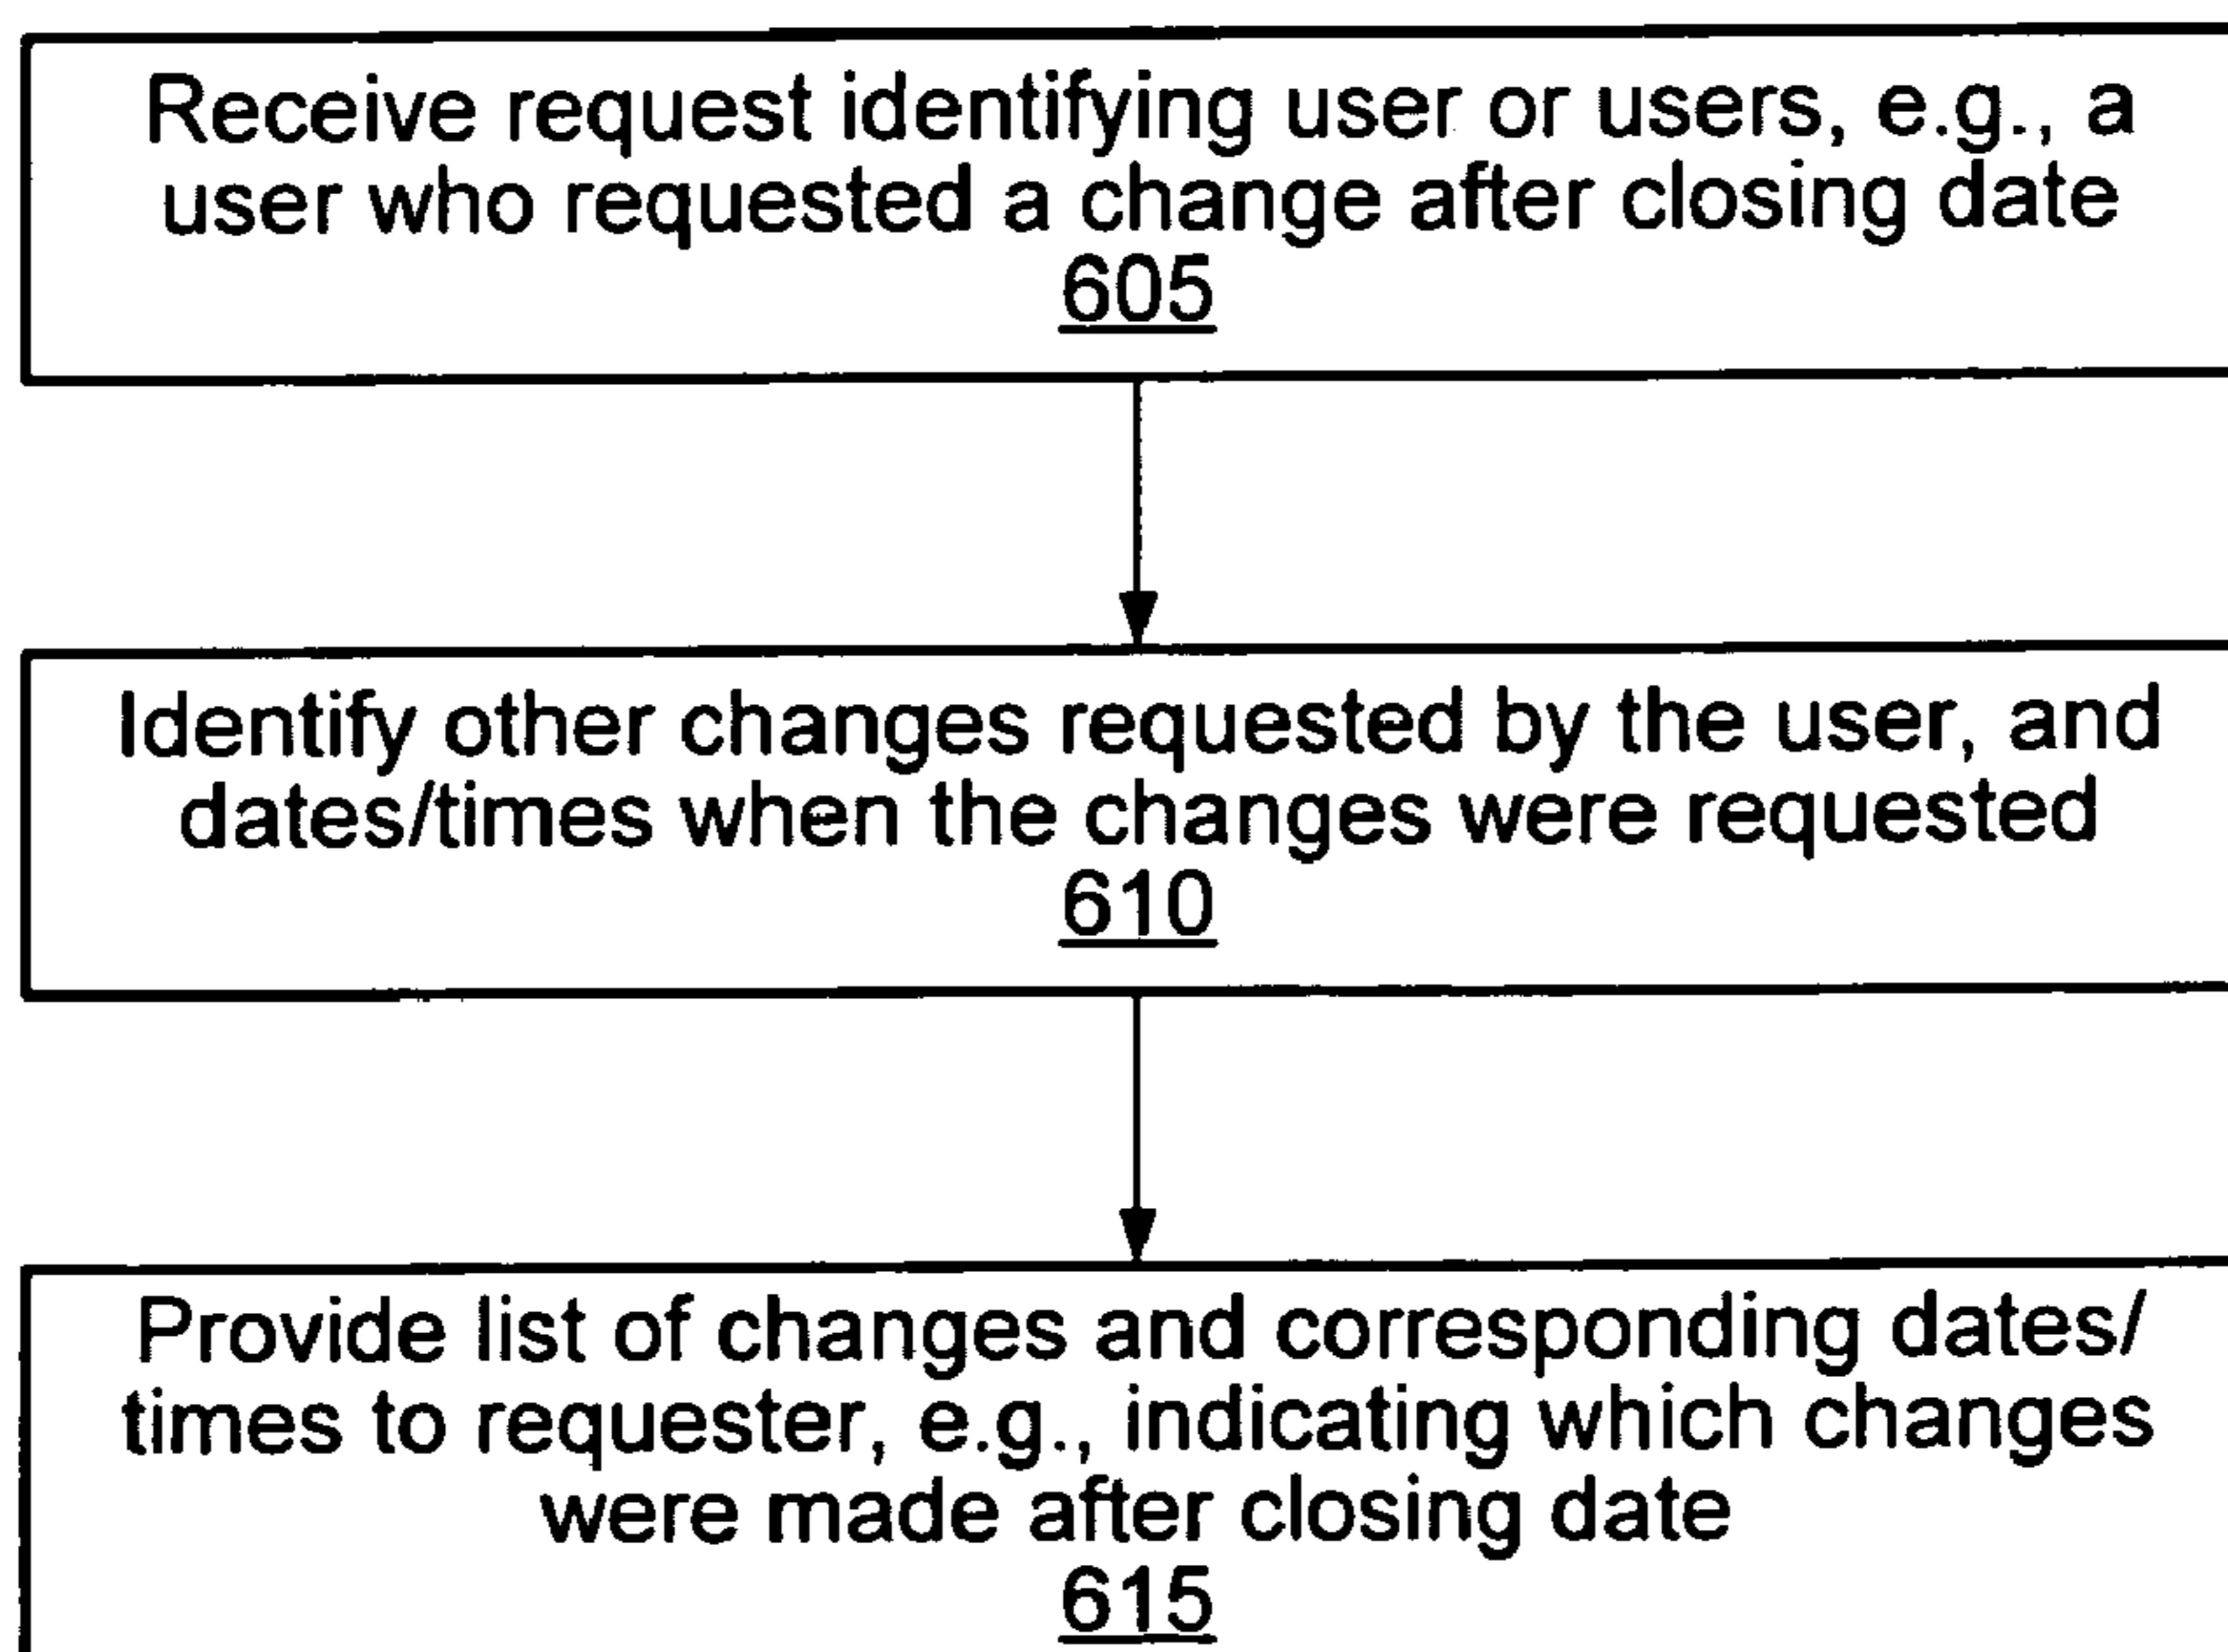 Receive request identifying user or users, e.g., a
user who requested a change after closing date
605
Identify other changes requested by the user, and
dates/times when the changes were requested
610
Provide list of changes and corresponding dates/
times to requester, e.g., indicating which changes
were made after closing date
615